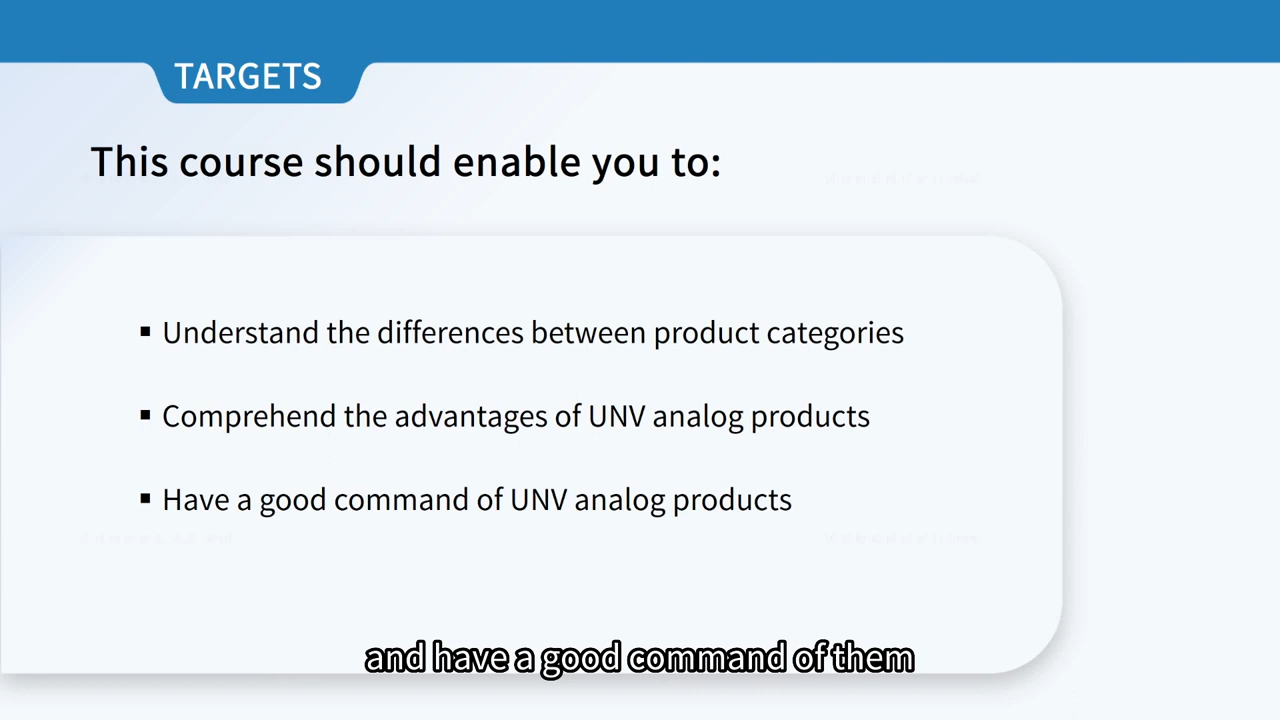 TARGETS
This course should enable you to:
▪ Understand the differences between product categories
▪ Comprehend the advantages of UNV analog products
▪ Have a good command of UNV analog products
and have a good command of them